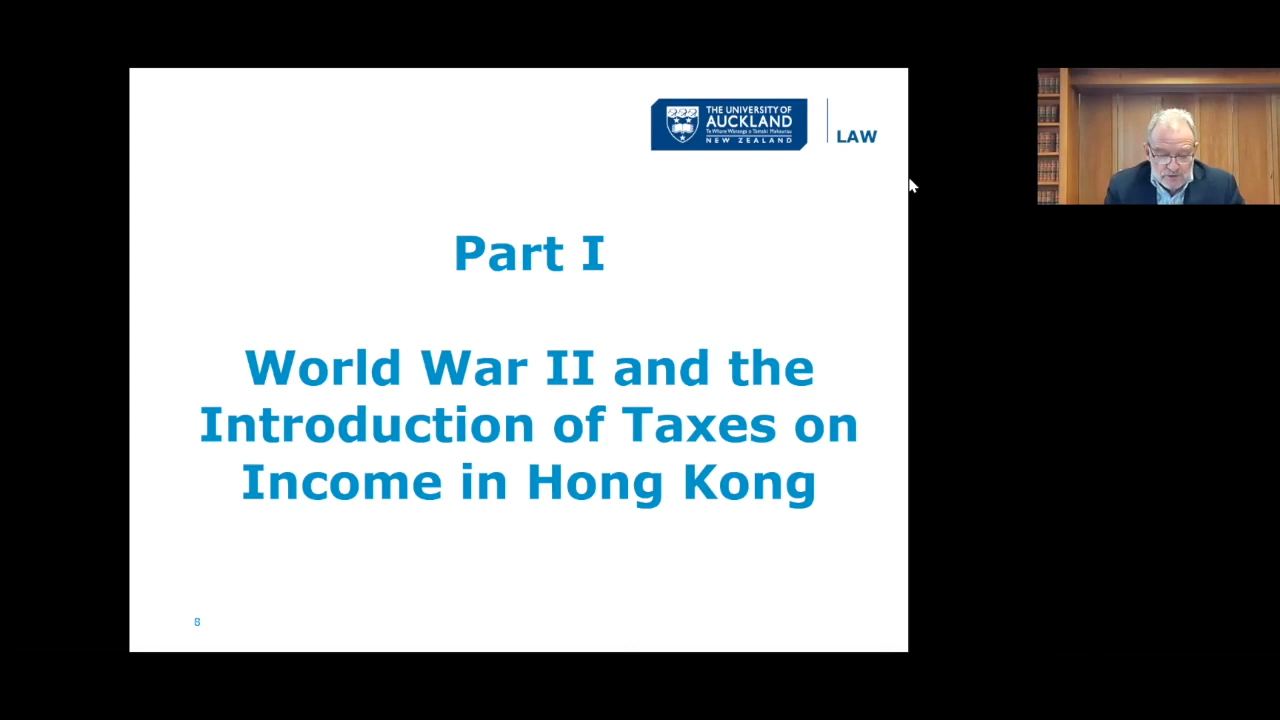 THE UNIVERSITY OF
AUCKLAND
Te Whare Wānanga o Tāmaki Makaurau
NEW ZEALAND
LAW
Part I
World War II and the
Introduction of Taxes on
Income in Hong Kong
8